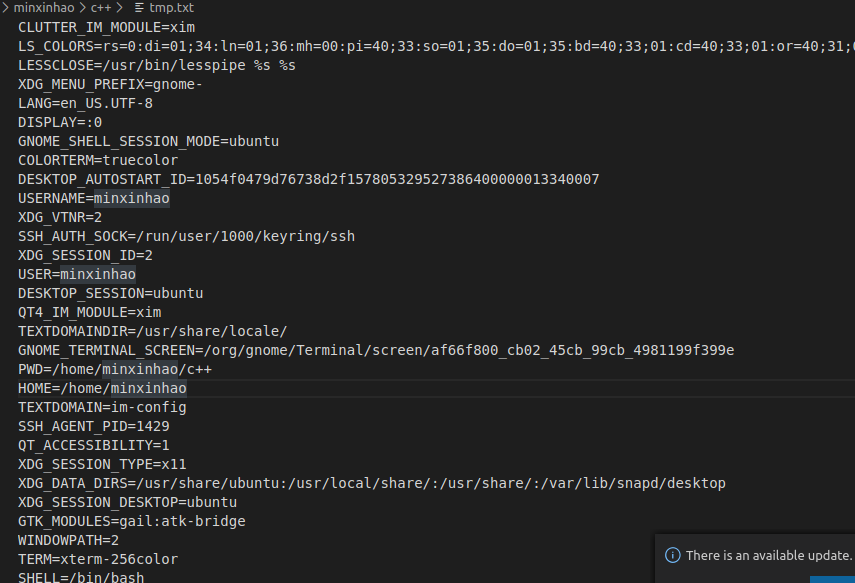 > minxinhao > c++ > tmp.txt
CLUTTER_IM_MODULE=xim
LS_COLORS=rs=0:di=01;34:ln=01;36:mh=00:pi=40;33:so=01;35:do=01;35:bd=40;33;01:cd=40;33;01:or=40;31;
LESSCLOSE=/usr/bin/lesspipe %s %s
XDG_MENU_PREFIX=gnome-
LANG=en_US.UTF-8
DISPLAY=:0
GNOME_SHELL_SESSION_MODE=ubuntu
COLORTERM=truecolor
DESKTOP_AUTOSTART_ID=1054f0479d76738d2f157805329527386400000013340007
USERNAME=minxinhao
XDG_VTNR=2
SSH_AUTH_SOCK=/run/user/1000/keyring/ssh
XDG_SESSION_ID=2
USER=minxinhao
DESKTOP_SESSION=ubuntu
QT4_IM_MODULE=xim
TEXTDOMAINDIR=/usr/share/locale/
GNOME_TERMINAL_SCREEN=/org/gnome/Terminal/screen/af66f800_cb02_45cb_99cb_4981199f399e
PWD=/home/minxinhao/c++
HOME=/home/minxinhao
TEXTDOMAIN=im-config
SSH_AGENT_PID=1429
QT_ACCESSIBILITY=1
XDG_SESSION_TYPE=x11
XDG_DATA_DIRS=/usr/share/ubuntu:/usr/local/share/:/usr/share/:/var/lib/snapd/desktop
XDG_SESSION_DESKTOP=ubuntu
GTK_MODULES=gail:atk-bridge
WINDOWPATH=2
TERM=xterm-256color
SHELL=/bin/bash
There is an available update.